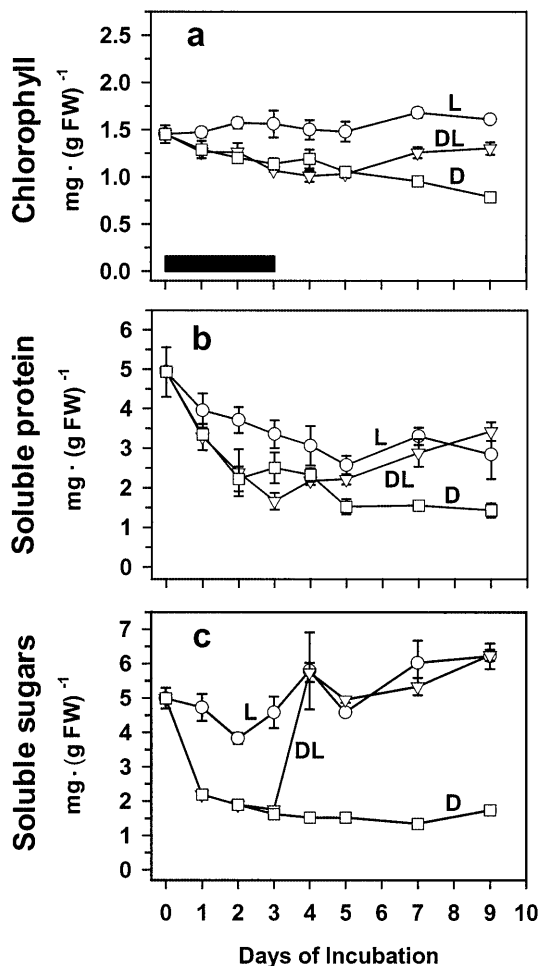 a
Chlorophyll
mg · (g FW) -1
2.5
2.0
1.5
1.0
0.5
0.0
L
DL
D
b
Soluble protein
mg · (g FW) -1
6
5
4
3
2
1
0
L
DL
D
c
Soluble sugars
mg · (g FW) -1
7
6
5
4
3
2
1
0
L
DL
D
0 1 2 3 4 5 6 7 8 9 10
Days of Incubation